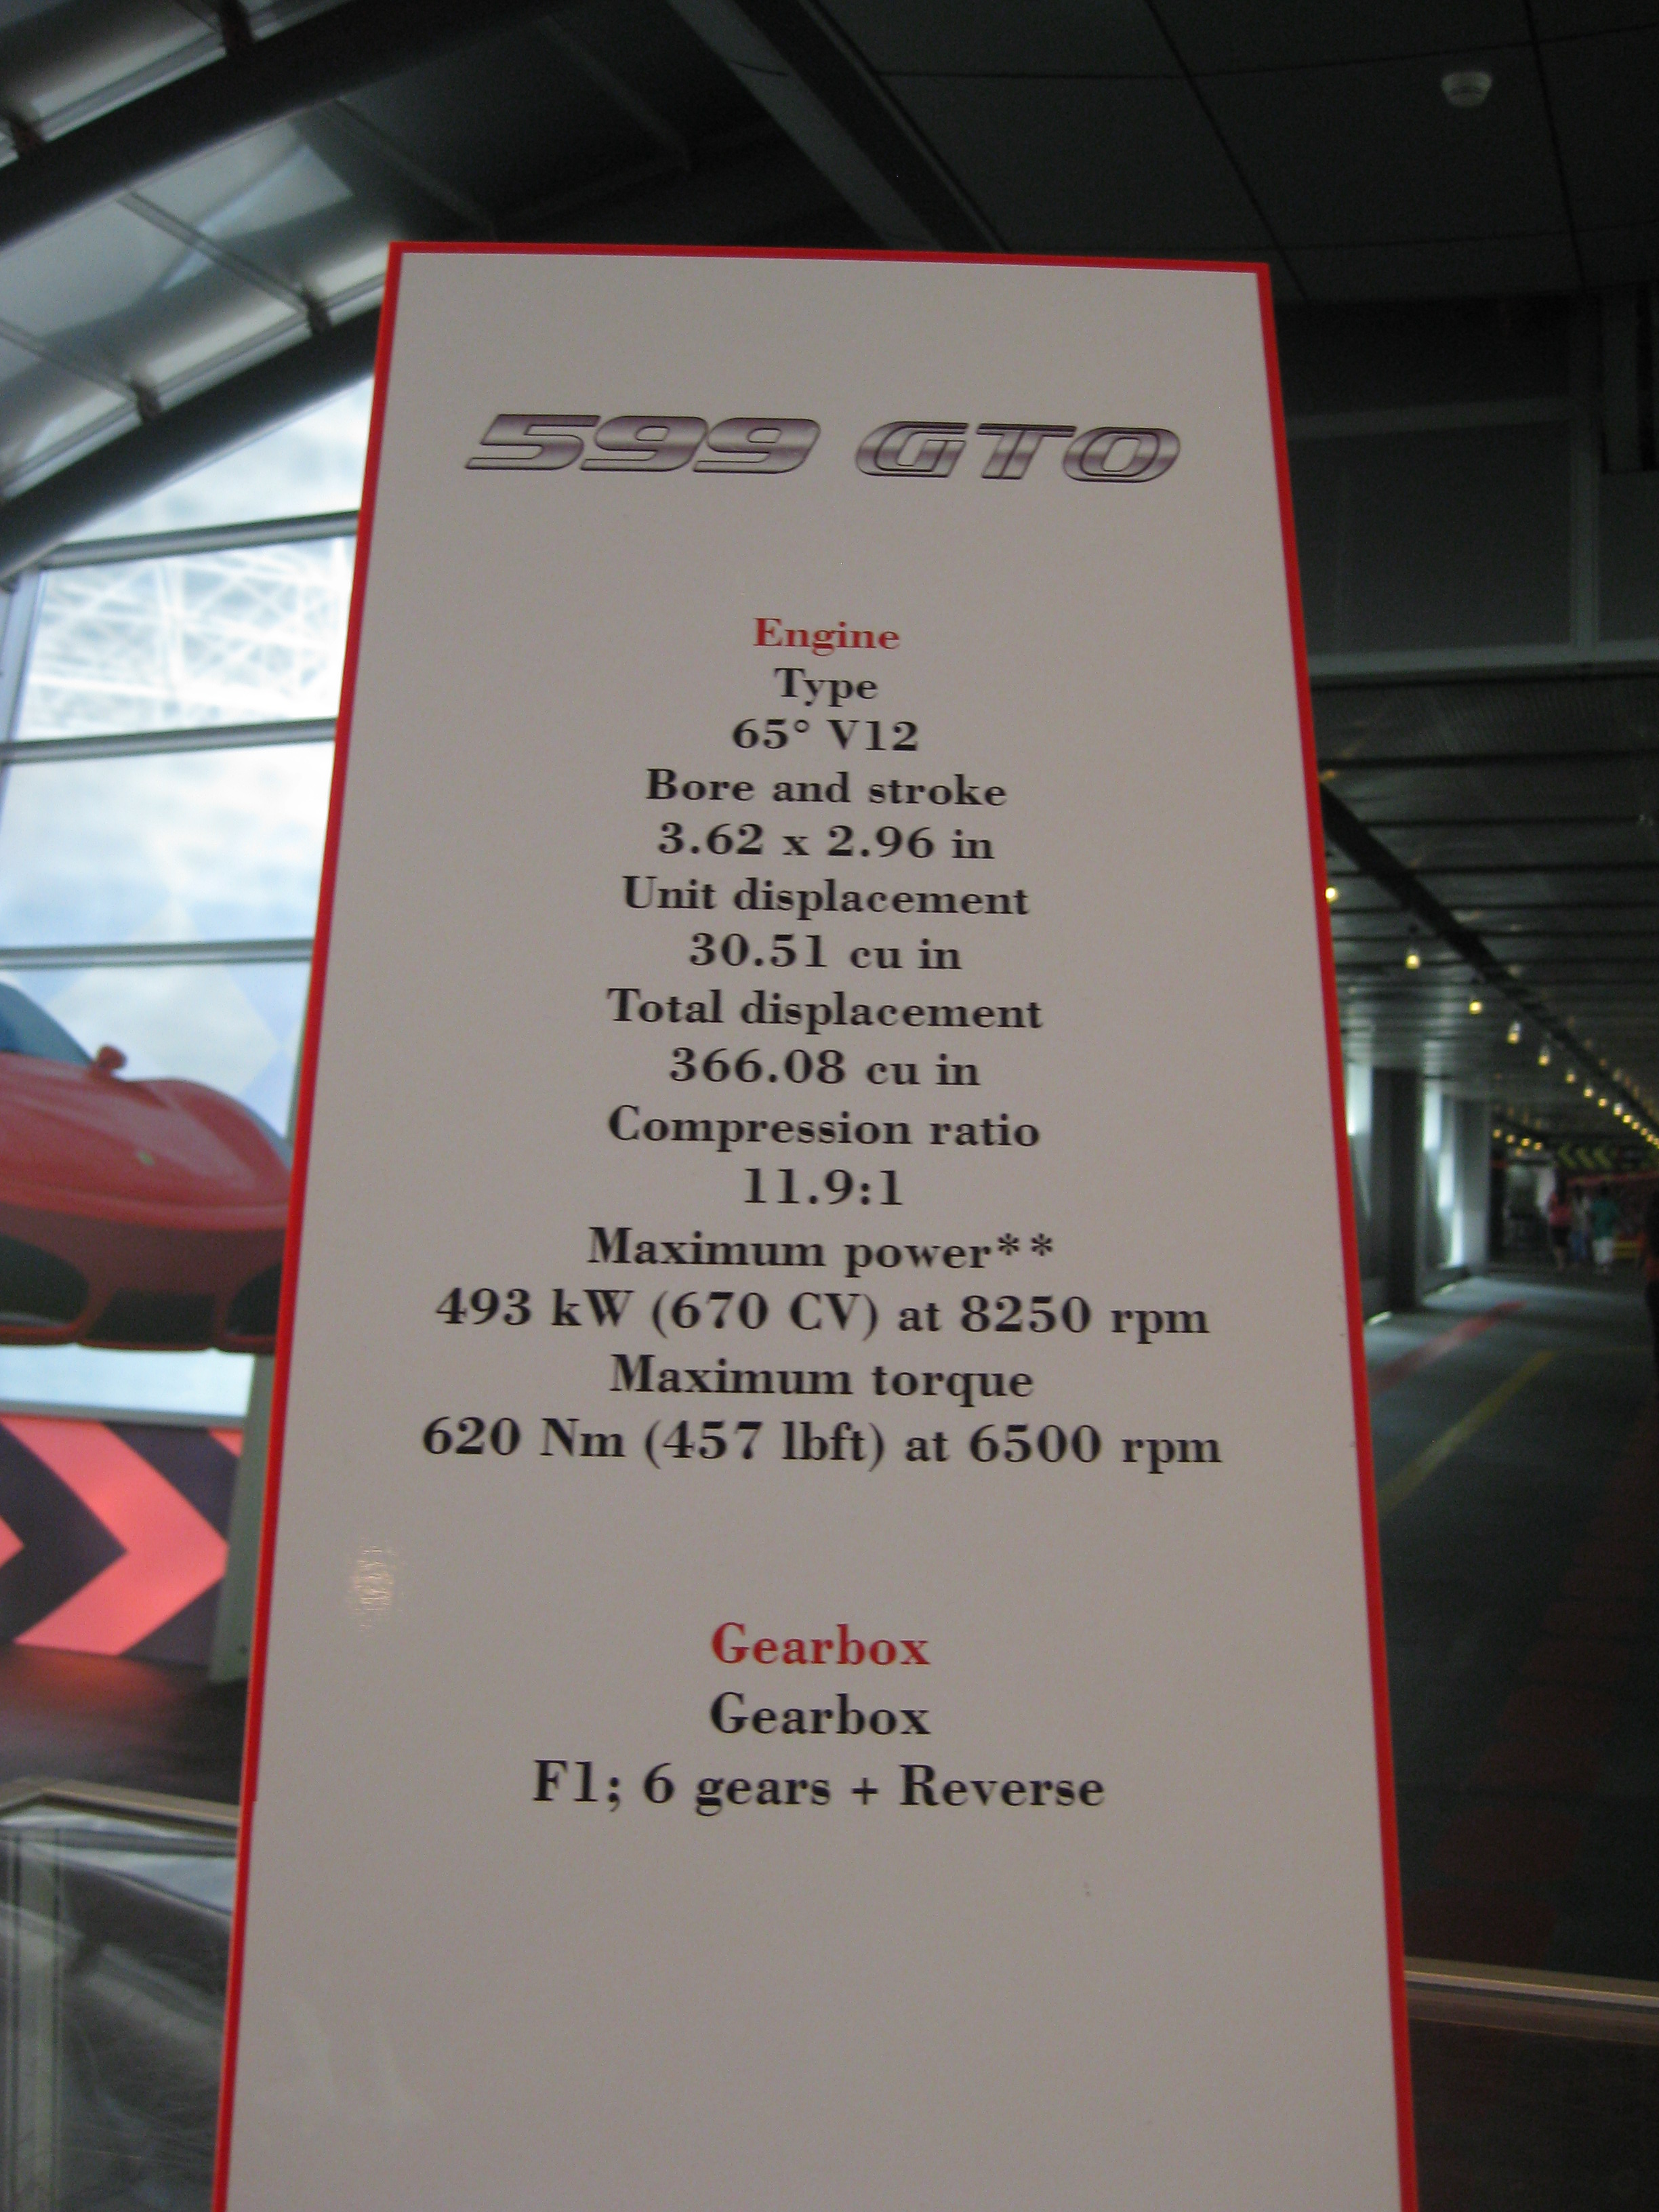 599 GTO
Engine
Type
65° V12
Bore and stroke
3.62 x 2.96 in
Unit displacement
30.51 cu in
Total displacement
366.08 cu in
Compression ratio
11.9:1
Maximum power**
493 kW (670 CV) at 8250 rpm
Maximum torque
620 Nm (457 lbft) at 6500 rpm
Gearbox
Gearbox
F1; 6 gears + Reverse